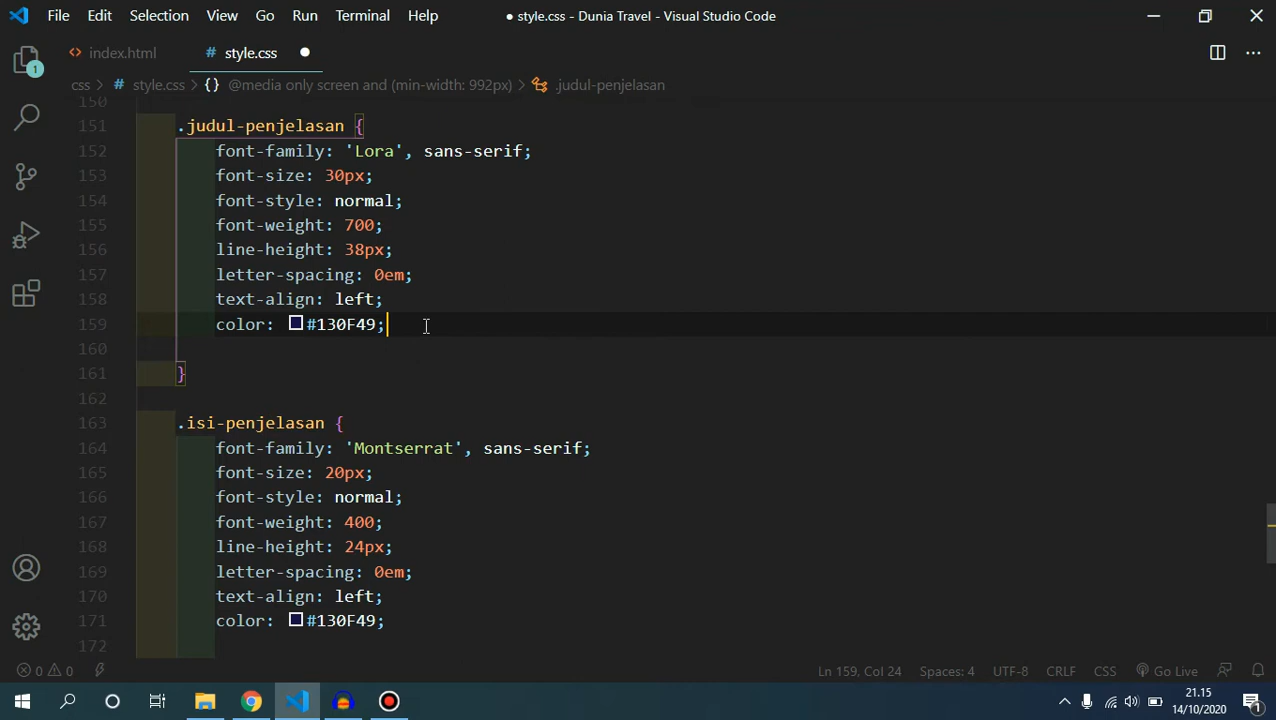 File Edit Selection View Go Run Terminal Help ● style.css - Dunia Travel - Visual Studio Code
index.html # style.css ●
css > # style.css > {} @media only screen and (min-width: 992px) > .judul-penjelasan
150
151 .judul-penjelasan {
152 font-family: 'Lora', sans-serif;
153 font-size: 30px;
154 font-style: normal;
155 font-weight: 700;
156 line-height: 38px;
157 letter-spacing: 0em;
158 text-align: left;
159 color: #130F49;
160
161 }
162
163 .isi-penjelasan {
164 font-family: 'Montserrat', sans-serif;
165 font-size: 20px;
166 font-style: normal;
167 font-weight: 400;
168 line-height: 24px;
169 letter-spacing: 0em;
170 text-align: left;
171 color: #130F49;
172
1
0 0 Ln 159, Col 24 Spaces: 4 UTF-8 CRLF CSS Go Live
21.15
14/10/2020
1